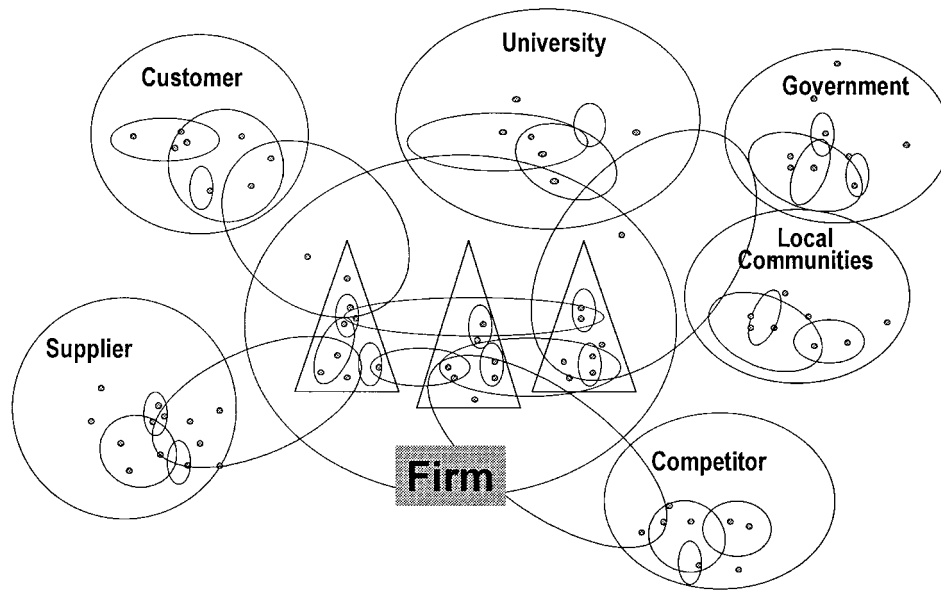 University
Customer
Government
Local
Communities
Supplier
Competitor
Firm